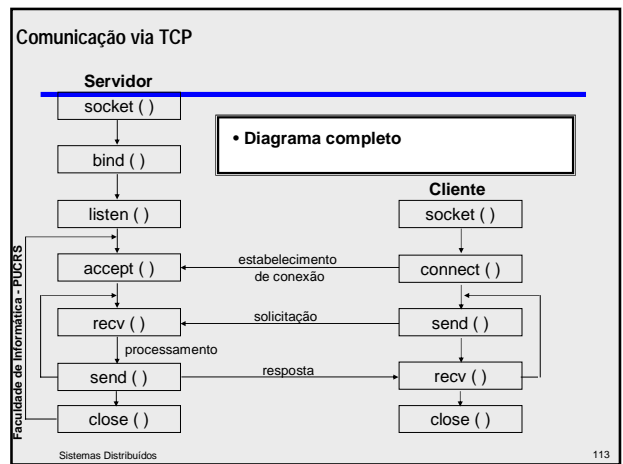 Comunicação via TCP
Servidor
socket ( )
• Diagrama completo
bind ( )
Cliente
listen ( )
socket ( )
accept ( )
estabelecimento
de conexão
connect ( )
recv ( )
solicitação
send ( )
processamento
send ( )
resposta
recv ( )
close ( )
close ( )
Faculdade de Informática - PUCRS
Sistemas Distribuídos
113